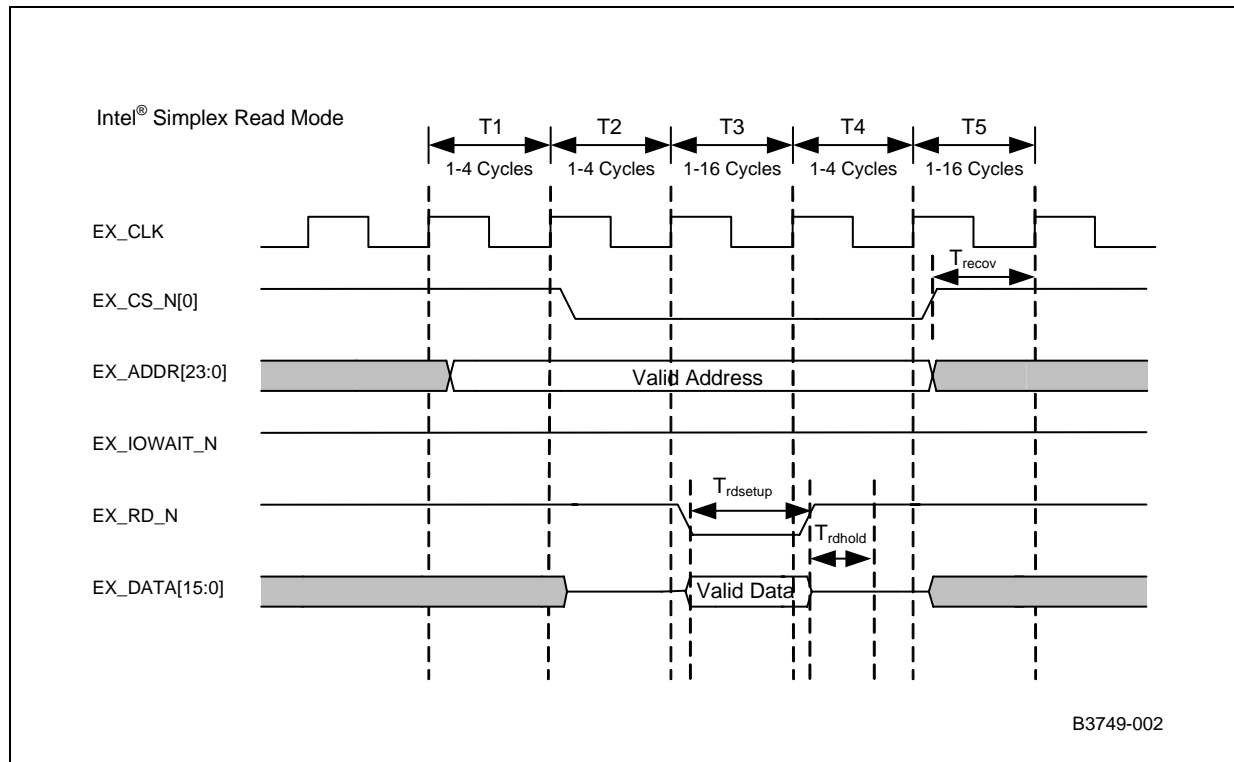 Intel® Simplex Read Mode
T1 T2 T3 T4 T5
1-4 Cycles 1-4 Cycles 1-16 Cycles 1-4 Cycles 1-16 Cycles
EX_CLK
Trecov
EX_CS_N[0]
EX_ADDR[23:0] Valid Address
EX_IOWAIT_N
Trdsetup
EX_RD_N
Trdhold
EX_DATA[15:0] Valid Data
B3749-002